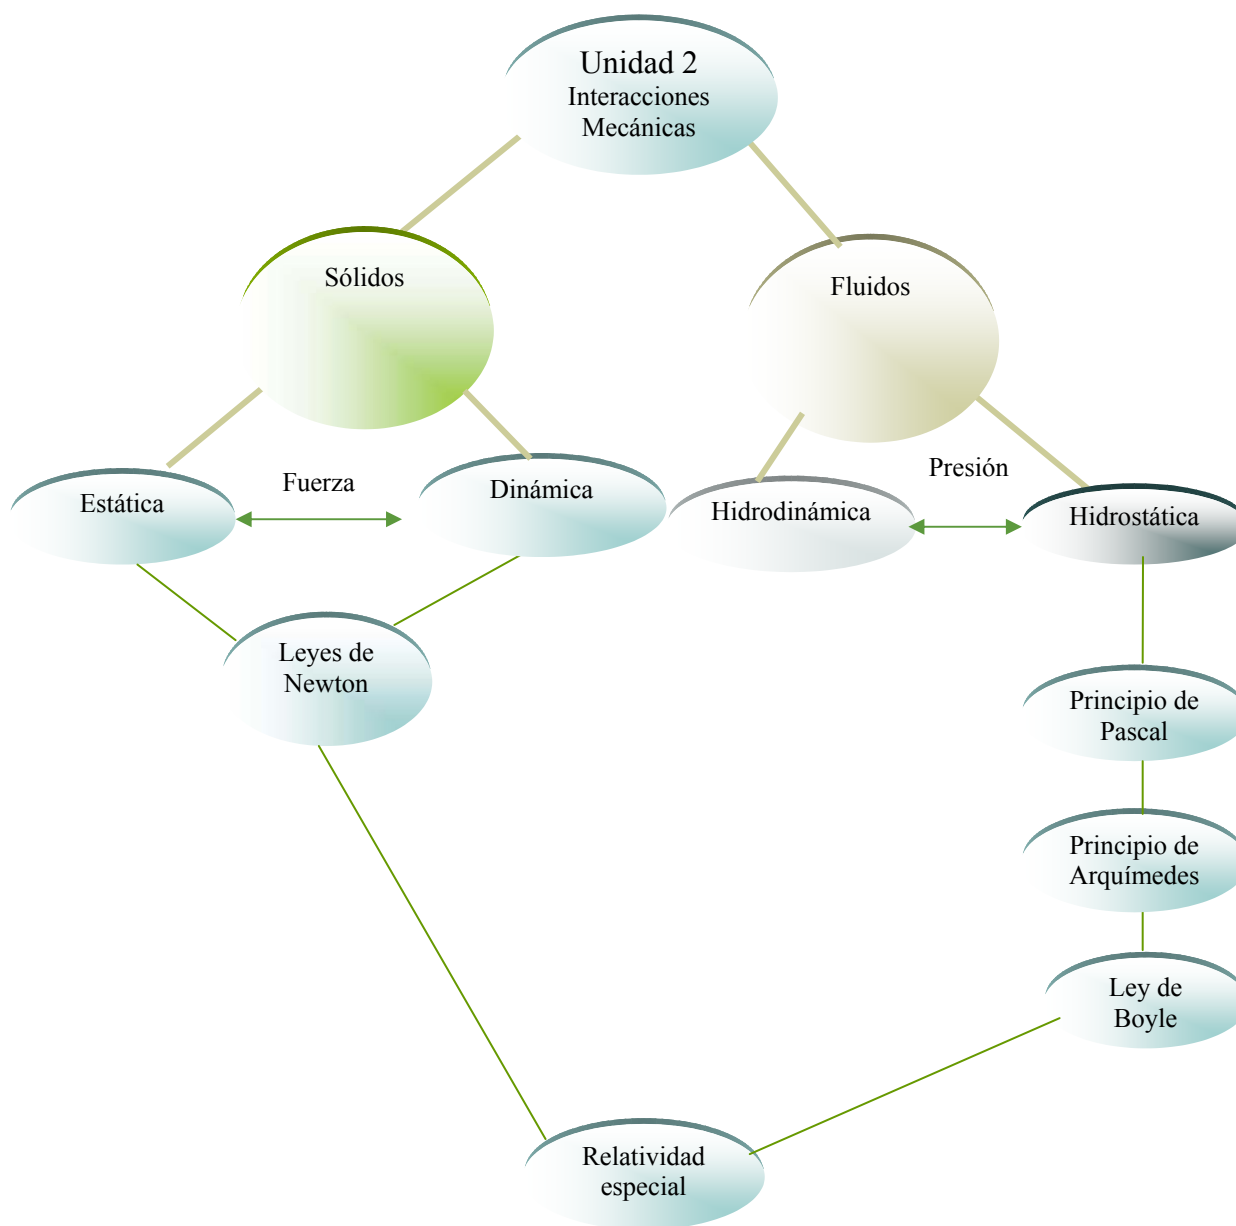 Unidad 2
Interacciones
Mecánicas
Sólidos
Fluidos
Estática
Fuerza
Dinámica
Hidrodinámica
Presión
Hidrostática
Leyes de
Newton
Principio de
Pascal
Principio de
Arquímedes
Ley de
Boyle
Relatividad
especial